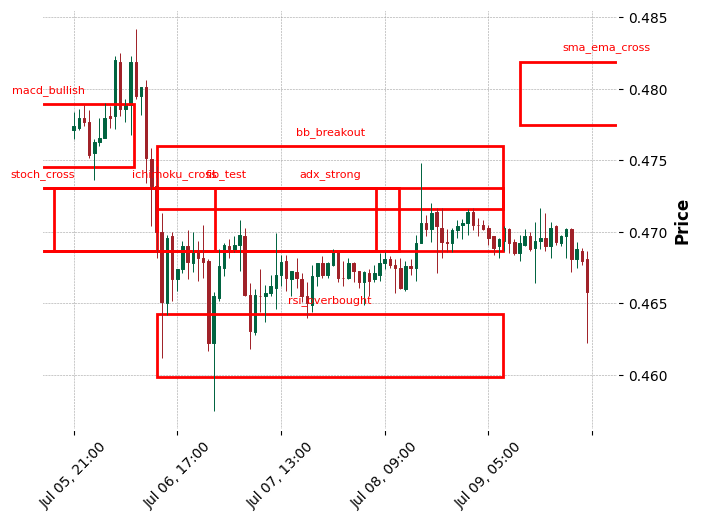 0.485
sma_ema_cross
0.480
macd_bullish
bb_breakout
0.475
stoch_cross
ichimoku_cross
fib_test
adx_strong
0.470
Price
0.465
rsi_overbought
0.460
Jul 05, 21:00
Jul 06, 17:00
Jul 07, 13:00
Jul 08, 09:00
Jul 09, 05:00